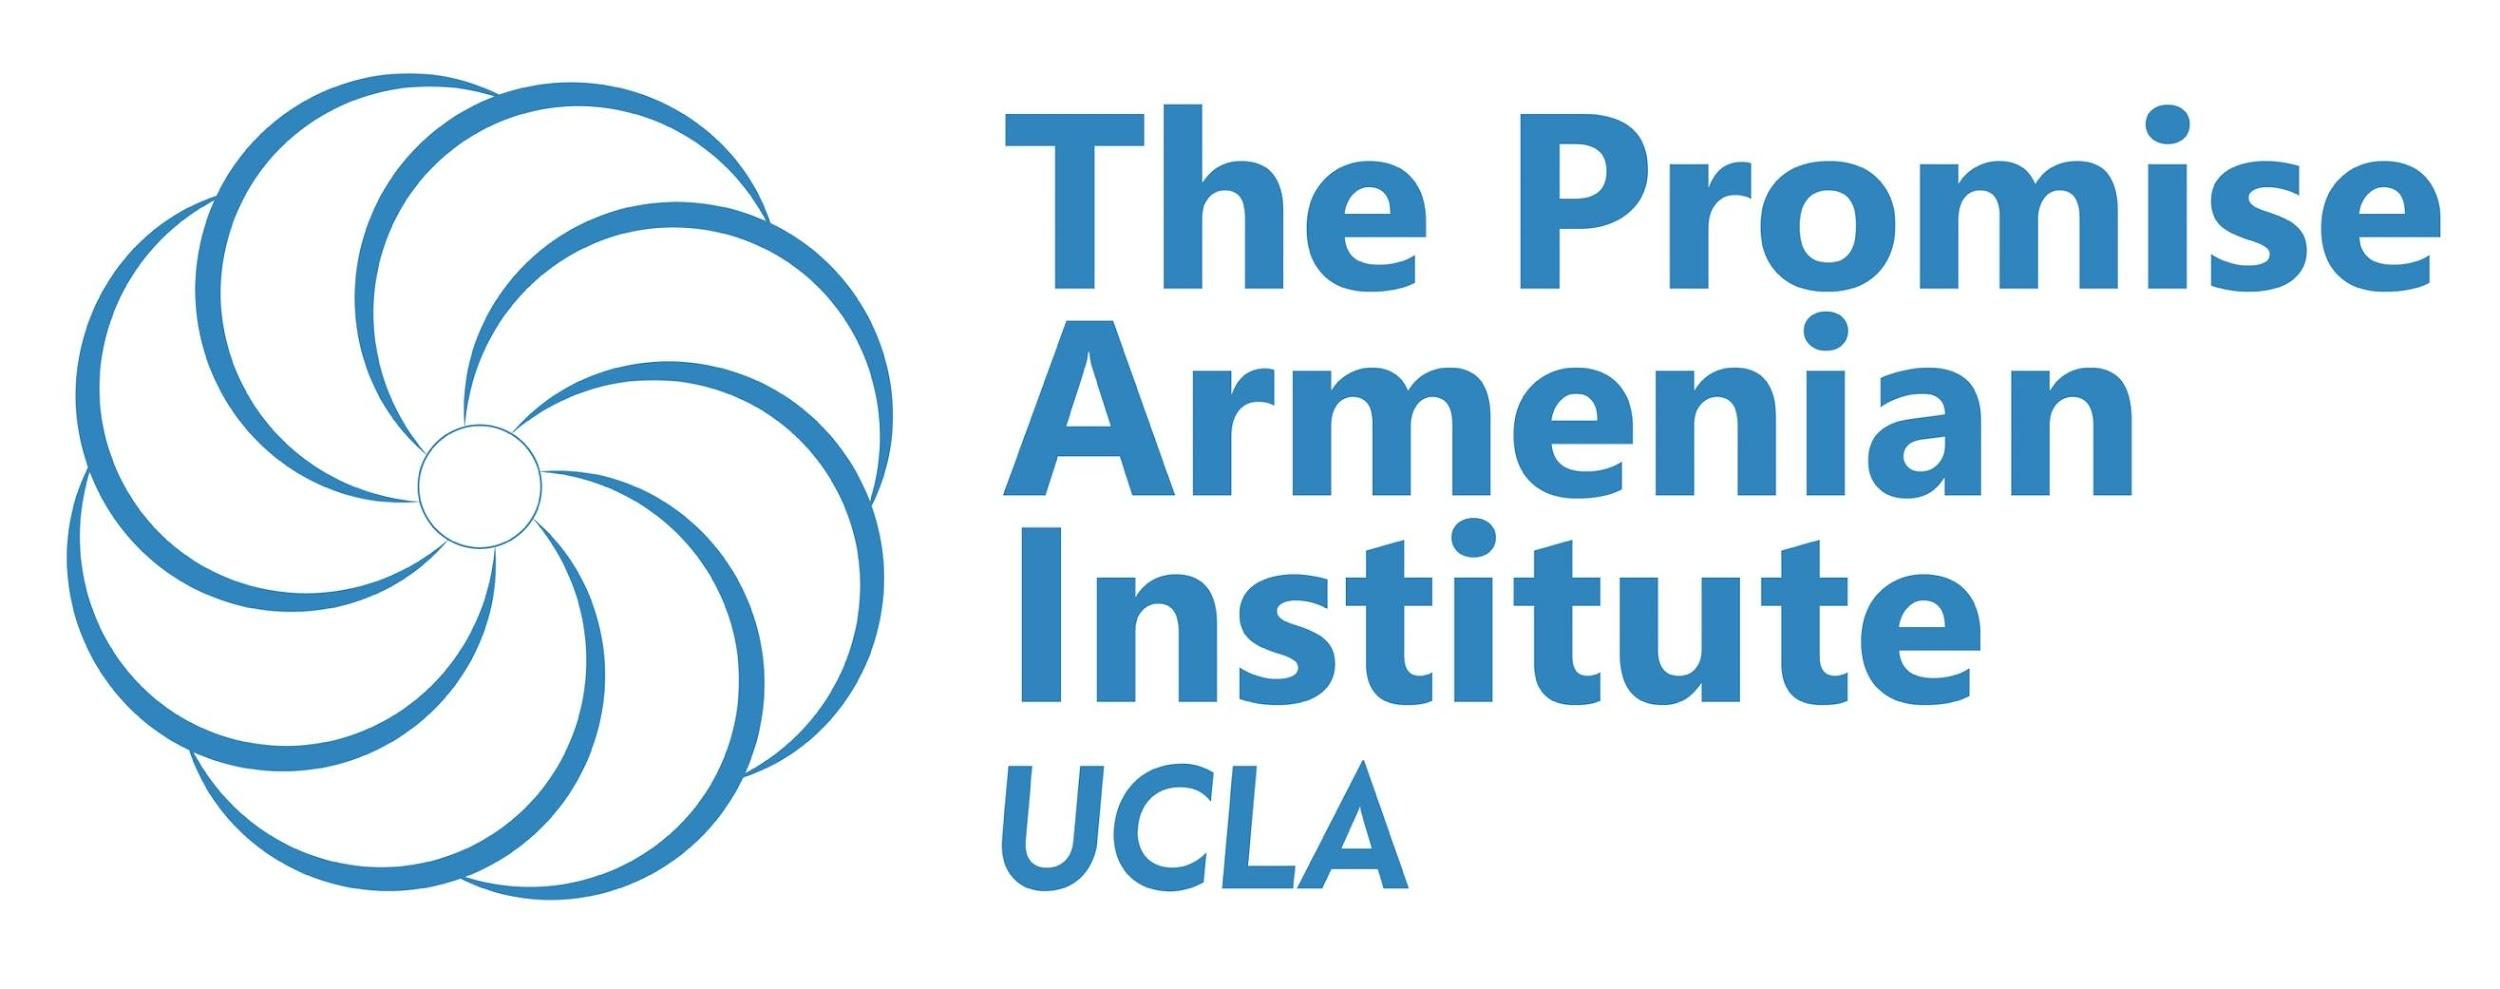 The Promise
Armenian
Institute
UCLA